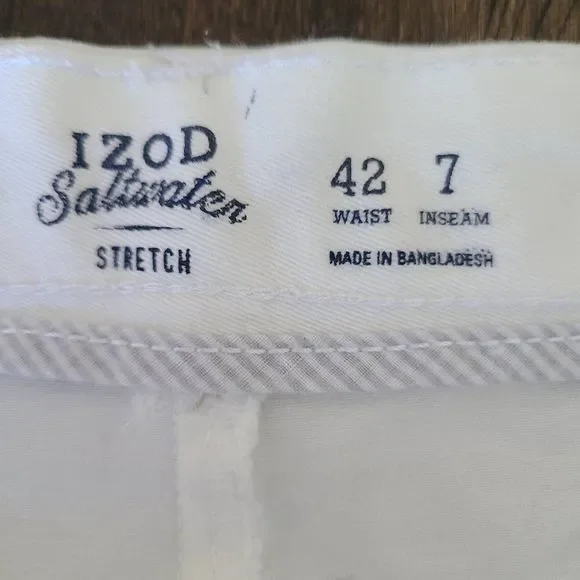 IZOD
Saltwater
STRETCH
42 7
WAIST INSEAM
MADE IN BANGLADESH